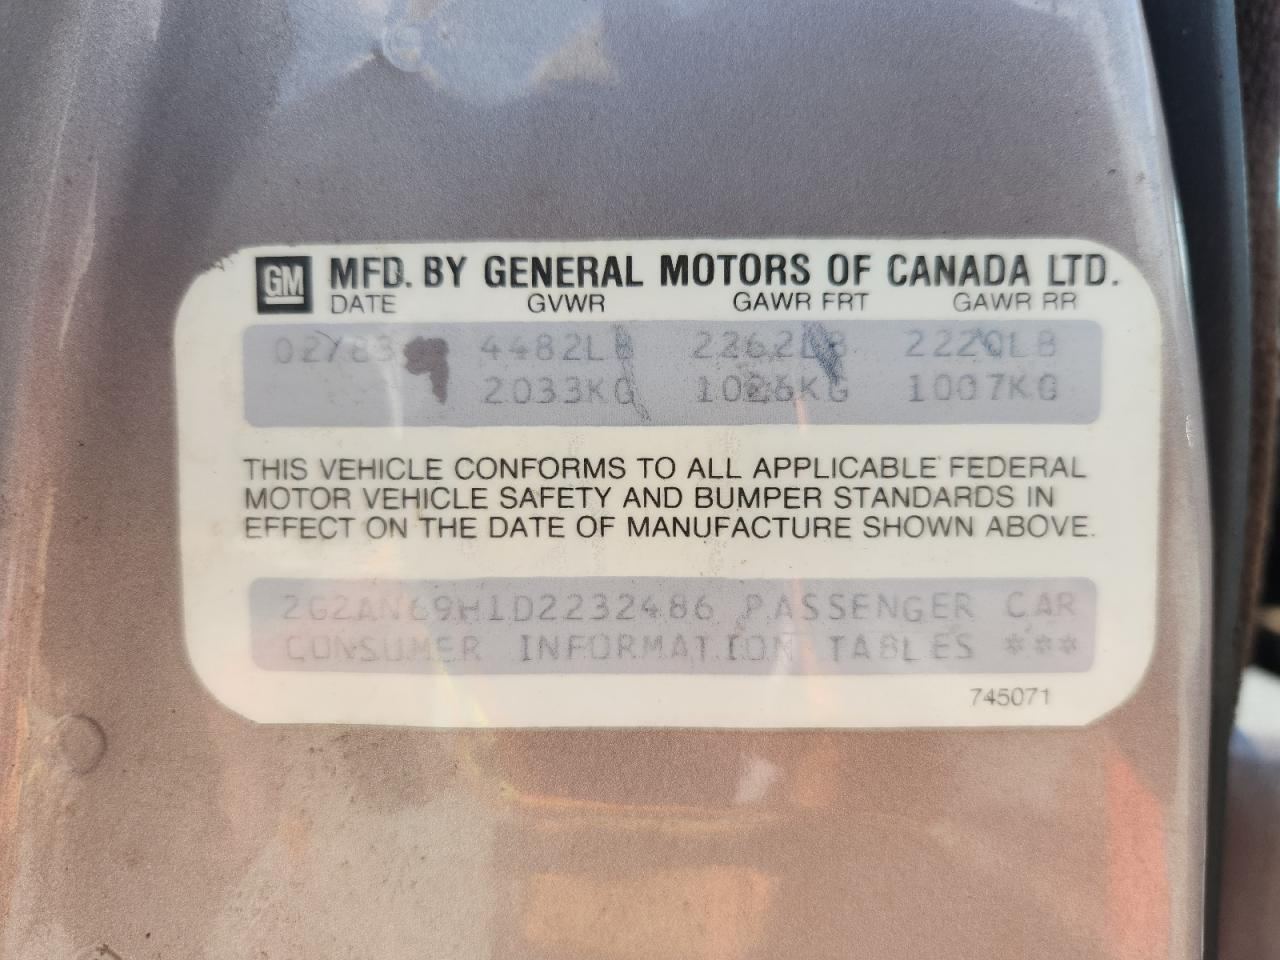 GM MFD. BY GENERAL MOTORS OF CANADA LTD.
DATE GVWR GAWR FRT GAWR RR
02/83 4482LB 2262LB 2220LB
2033KG 1026KG 1007KG
THIS VEHICLE CONFORMS TO ALL APPLICABLE FEDERAL
MOTOR VEHICLE SAFETY AND BUMPER STANDARDS IN
EFFECT ON THE DATE OF MANUFACTURE SHOWN ABOVE.
2G2AN69H1D2232486 PASSENGER CAR
CONSUMER INFORMATION TABLES ***
745071